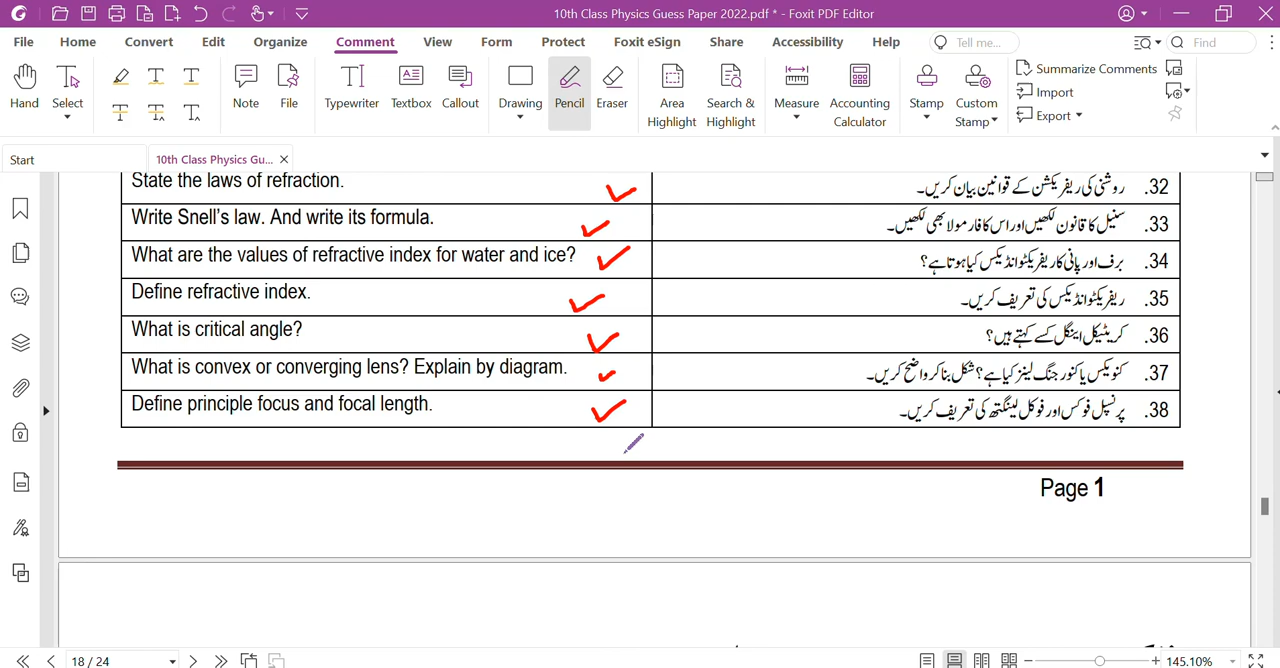 10th Class Physics Guess Paper 2022.pdf * - Foxit PDF Editor
File Home Convert Edit Organize Comment View Form Protect Foxit eSign Share Accessibility Help Tell me... Find
Hand Select Note File Typewriter Textbox Callout Drawing Pencil Eraser Area Highlight Search & Highlight Measure Accounting Calculator Stamp Custom Stamp Summarize Comments Import Export
Start 10th Class Physics Gu...
State the laws of refraction. 32. روشنی کی ریفریکشن کے قوانین بیان کریں۔
Write Snell's law. And write its formula. 33. سنیل کا قانون لکھیں اور اس کا فارمولا بھی لکھیں۔
What are the values of refractive index for water and ice? 34. برف اور پانی کا ریفریکٹو انڈیکس کیا ہوتا ہے؟
Define refractive index. 35. ریفریکٹو انڈیکس کی تعریف کریں۔
What is critical angle? 36. کریٹیکل اینگل کسے کہتے ہیں؟
What is convex or converging lens? Explain by diagram. 37. کنویکس یا کنورجنگ لینز کیا ہے؟ شکل بنا کر واضح کریں۔
Define principle focus and focal length. 38. پرنسپل فوکس اور فوکل لینگتھ کی تعریف کریں۔
Page 1
18 / 24 145.10%